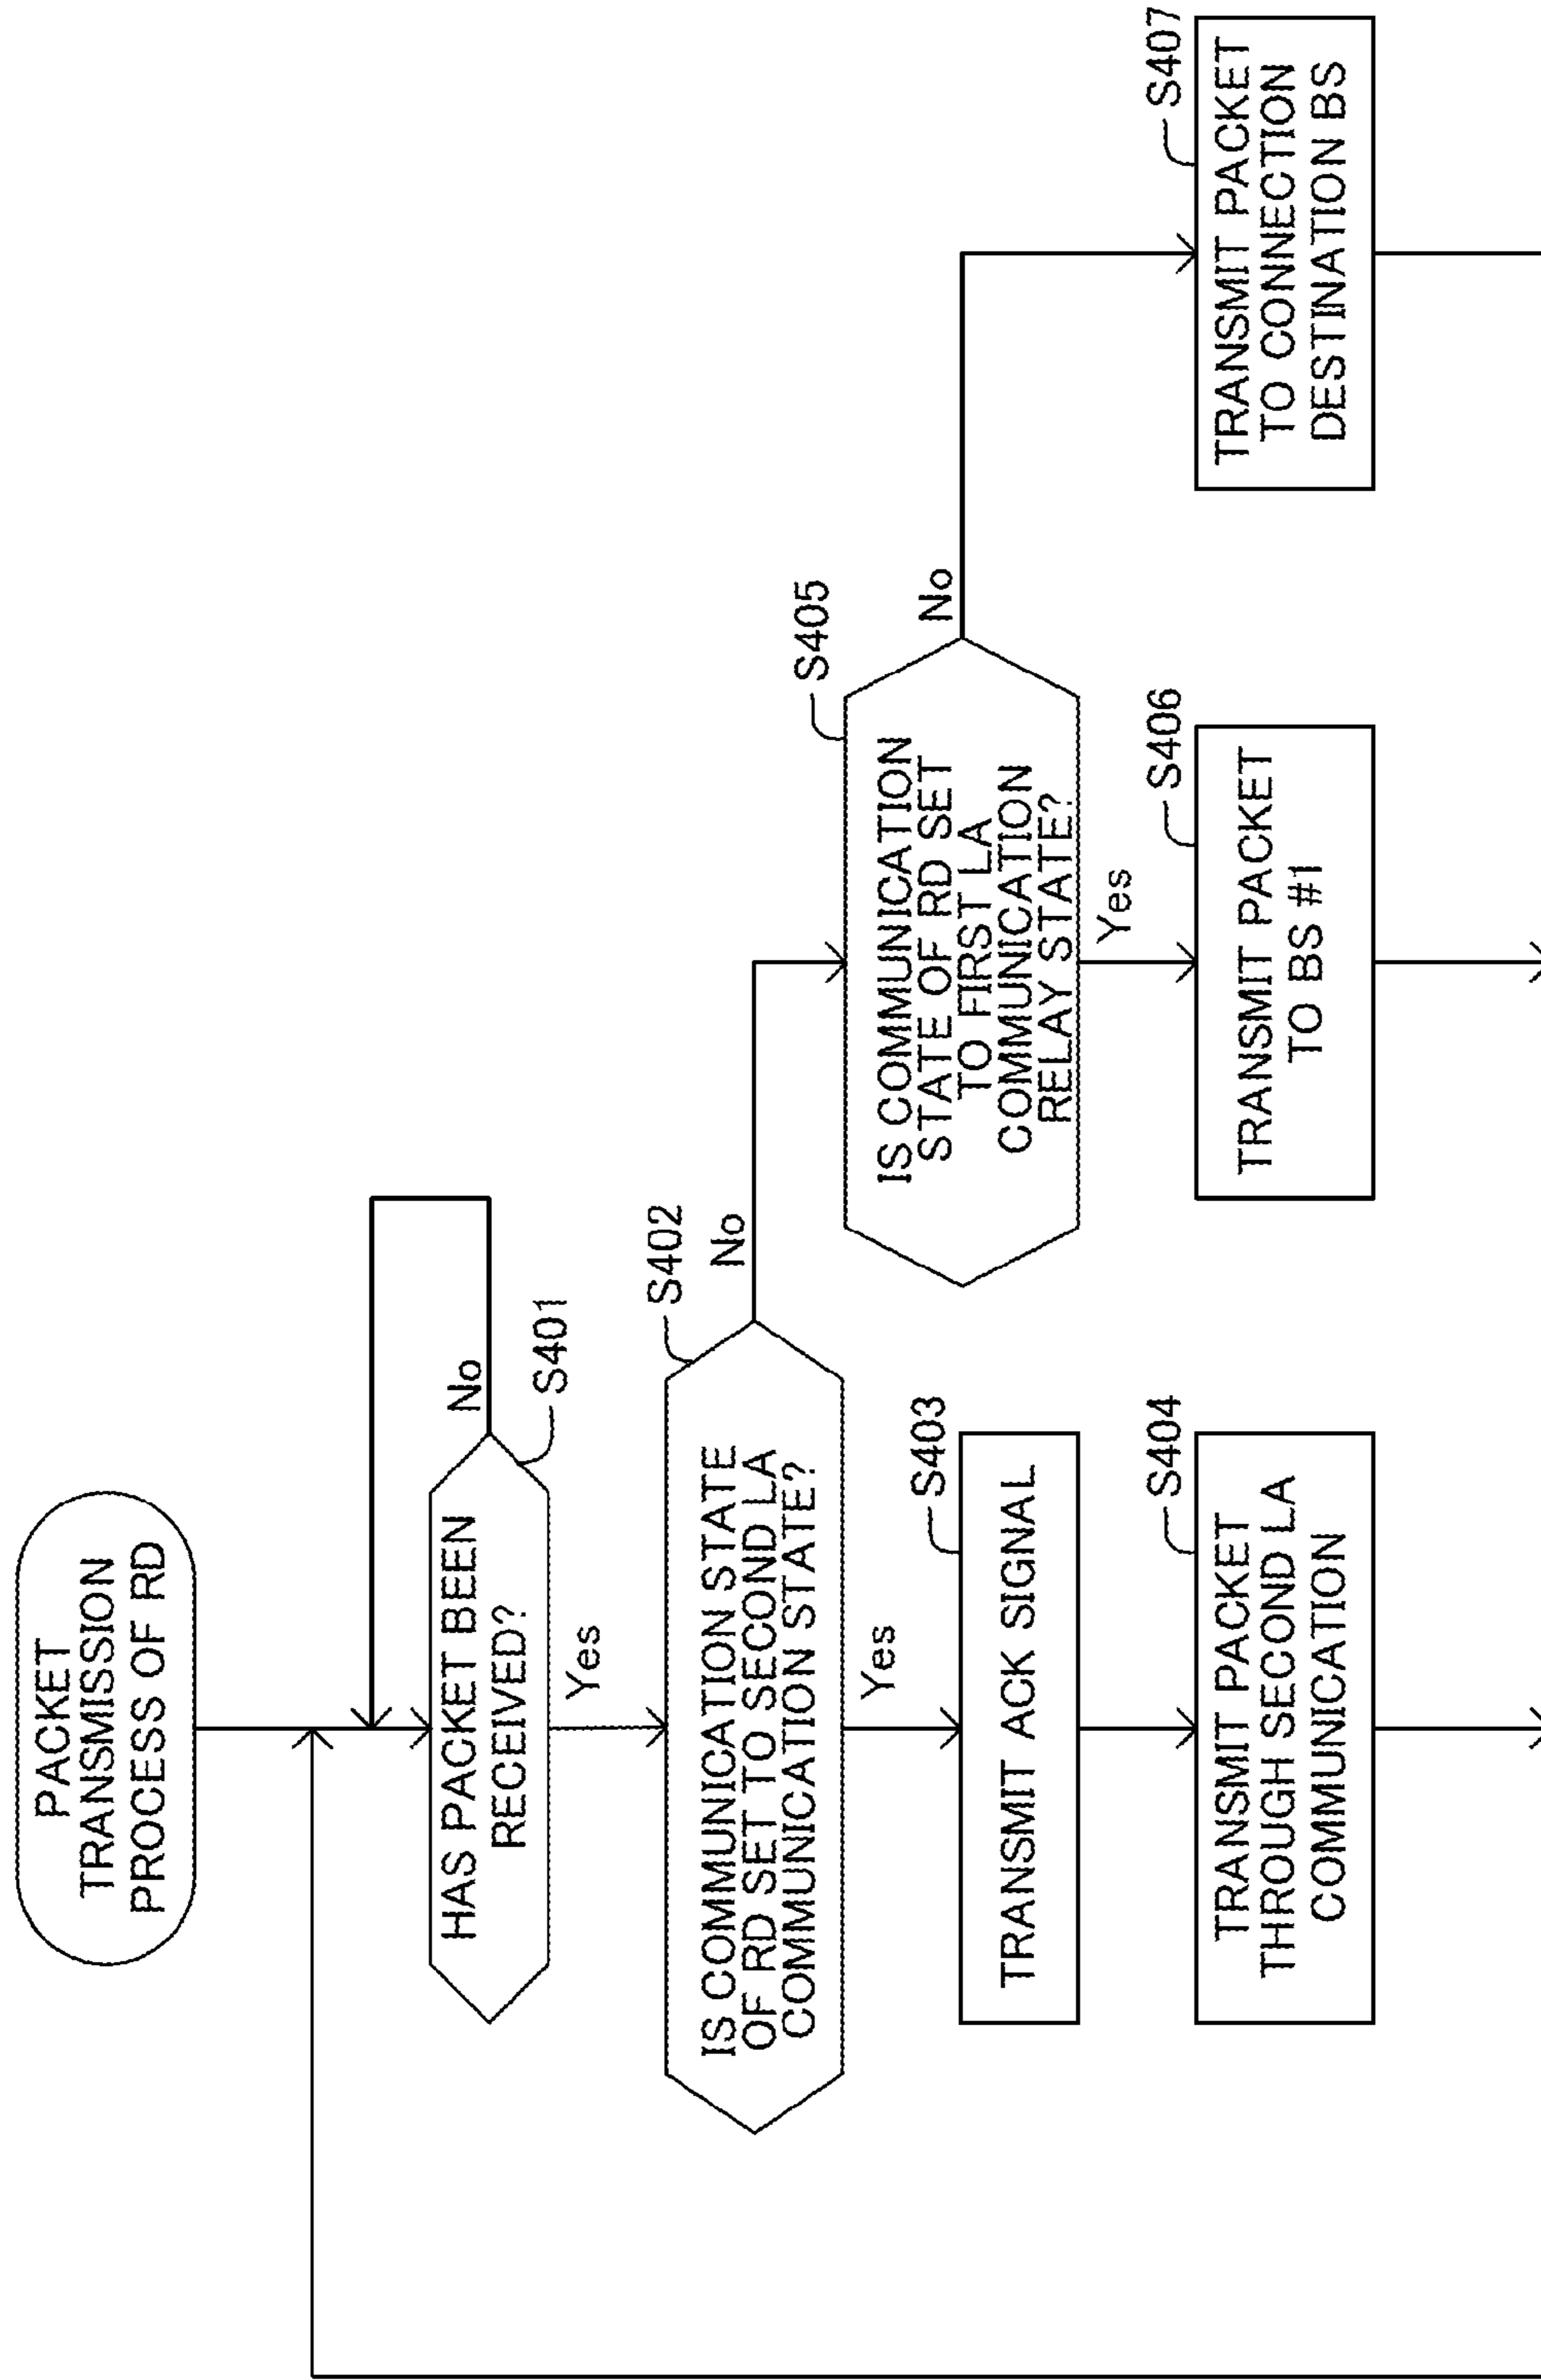 PACKET
TRANSMISSION
PROCESS OF RD
HAS PACKET BEEN
RECEIVED?
No
S401
Yes
IS COMMUNICATION STATE
OF RD SET TO SECOND LA
COMMUNICATION STATE?
S402
No
Yes
TRANSMIT ACK SIGNAL
S403
TRANSMIT PACKET
THROUGH SECOND LA
COMMUNICATION
S404
IS COMMUNICATION
STATE OF RD SET
TO FIRST LA
COMMUNICATION
RELAY STATE?
S405
No
Yes
TRANSMIT PACKET
TO BS #1
S406
TRANSMIT PACKET
TO CONNECTION
DESTINATION BS
S407